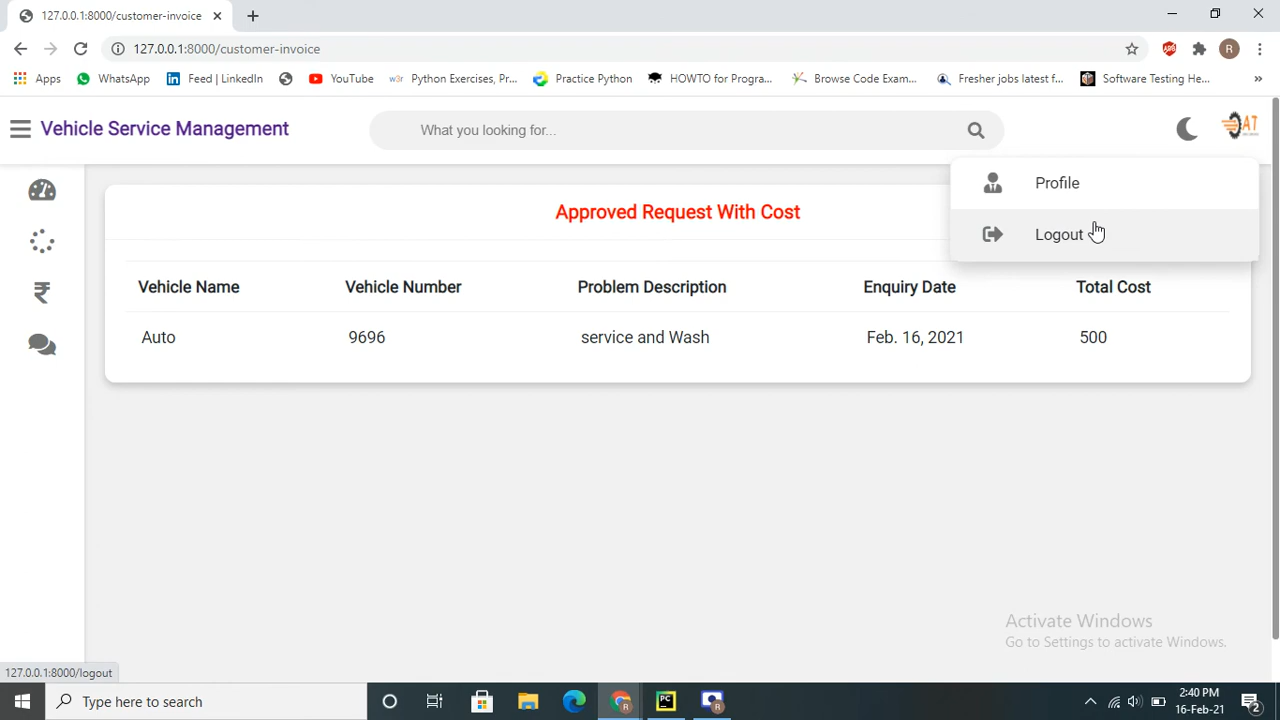 127.0.0.1:8000/customer-invoice
127.0.0.1:8000/customer-invoice
R
Apps WhatsApp Feed | LinkedIn YouTube w3r Python Exercises, Pr... Practice Python HOWTO for Progra... Browse Code Exam... Fresher jobs latest f... Software Testing He... »
Vehicle Service Management
What you looking for...
AT
Profile
Logout
Approved Request With Cost
Vehicle Name Vehicle Number Problem Description Enquiry Date Total Cost
Auto 9696 service and Wash Feb. 16, 2021 500
Activate Windows
Go to Settings to activate Windows.
127.0.0.1:8000/logout
Type here to search
PC
R
2:40 PM
16-Feb-21
2